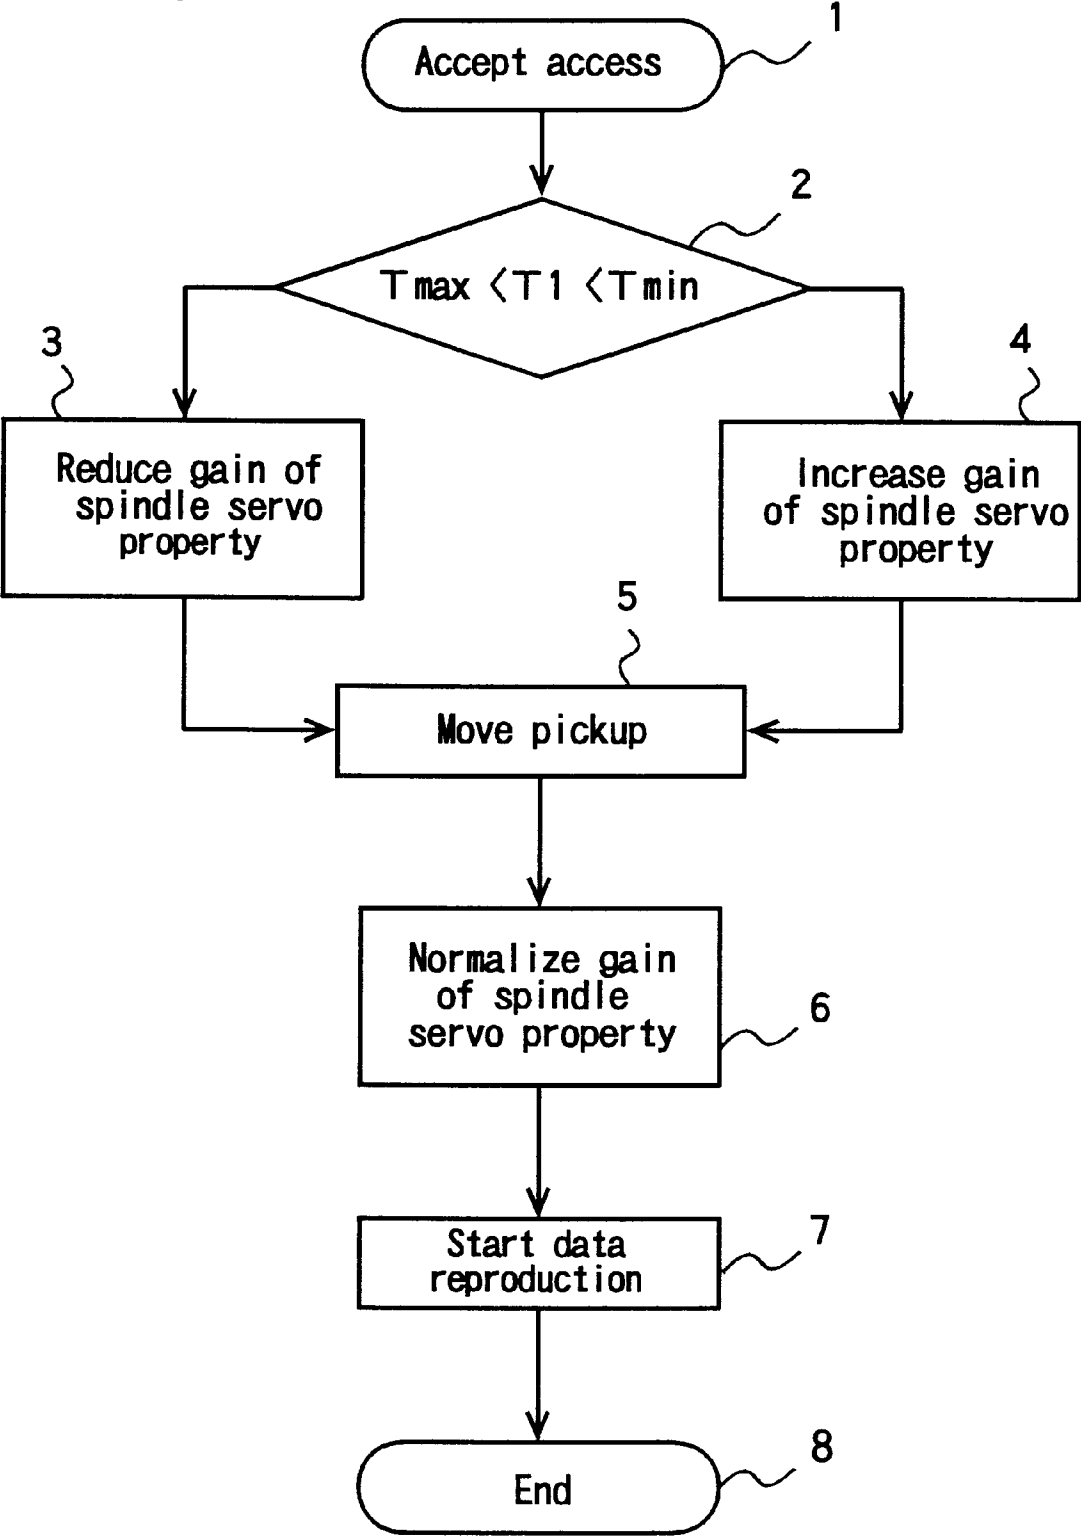 1
Accept access
2
Tmax <T1 <Tmin
3
Reduce gain of
spindle servo
property
4
Increase gain
of spindle servo
property
5
Move pickup
Normalize gain
of spindle
servo property
6
Start data
reproduction
7
End
8